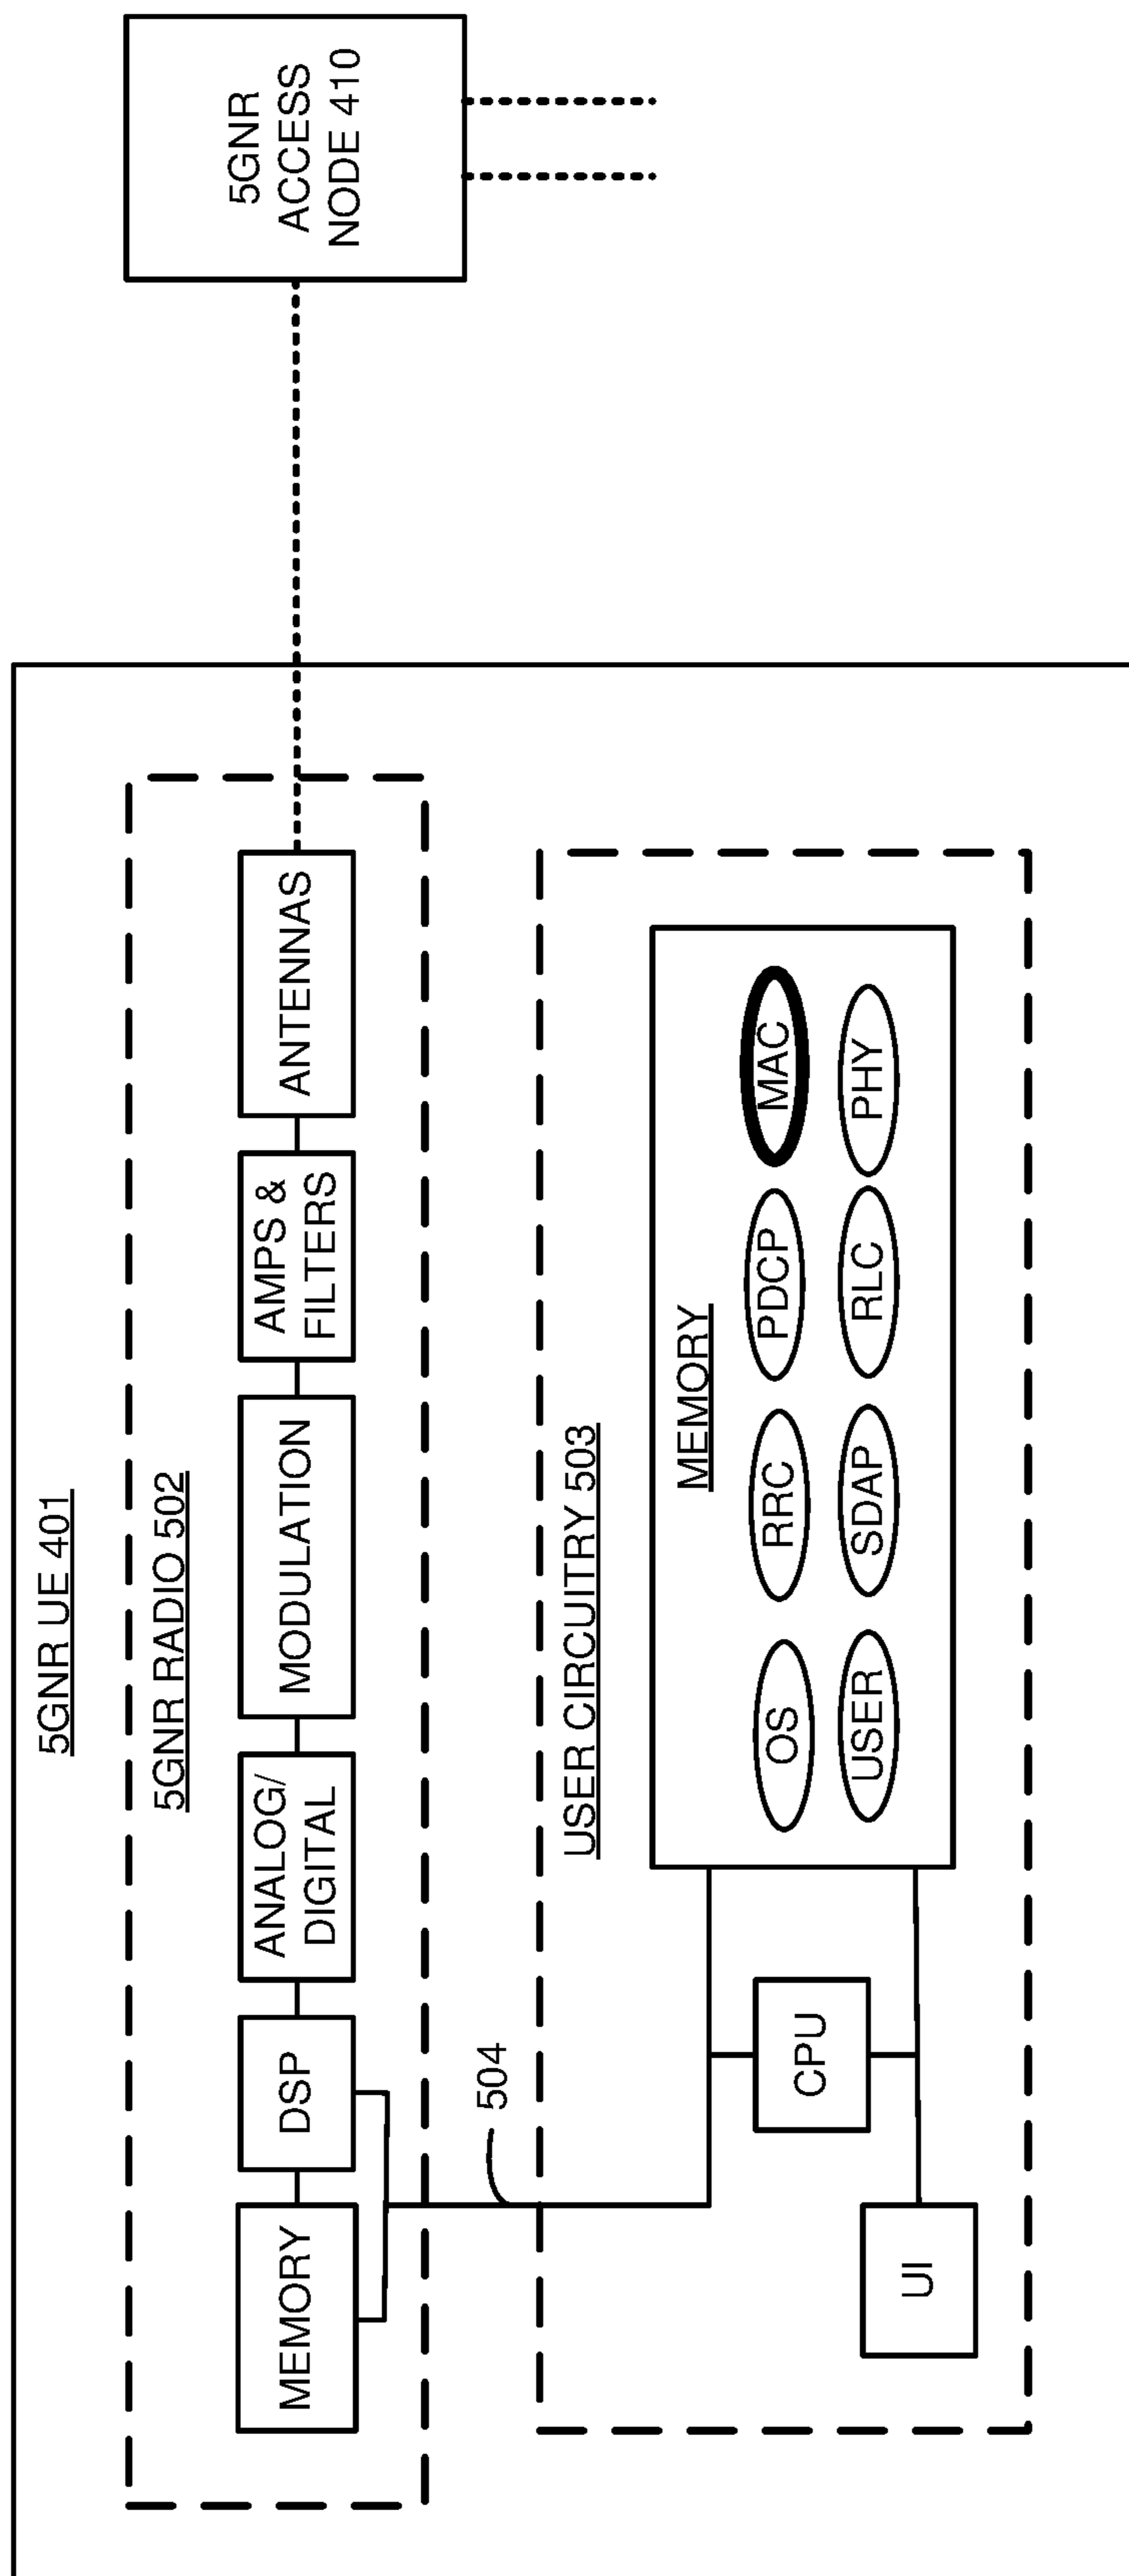 5GNR UE 401
5GNR RADIO 502
MEMORY
DSP
ANALOG/
DIGITAL
MODULATION
AMPS &
FILTERS
ANTENNAS
5GNR
ACCESS
NODE 410
504
USER CIRCUITRY 503
UI
CPU
MEMORY
OS
RRC
PDCP
MAC
USER
SDAP
RLC
PHY